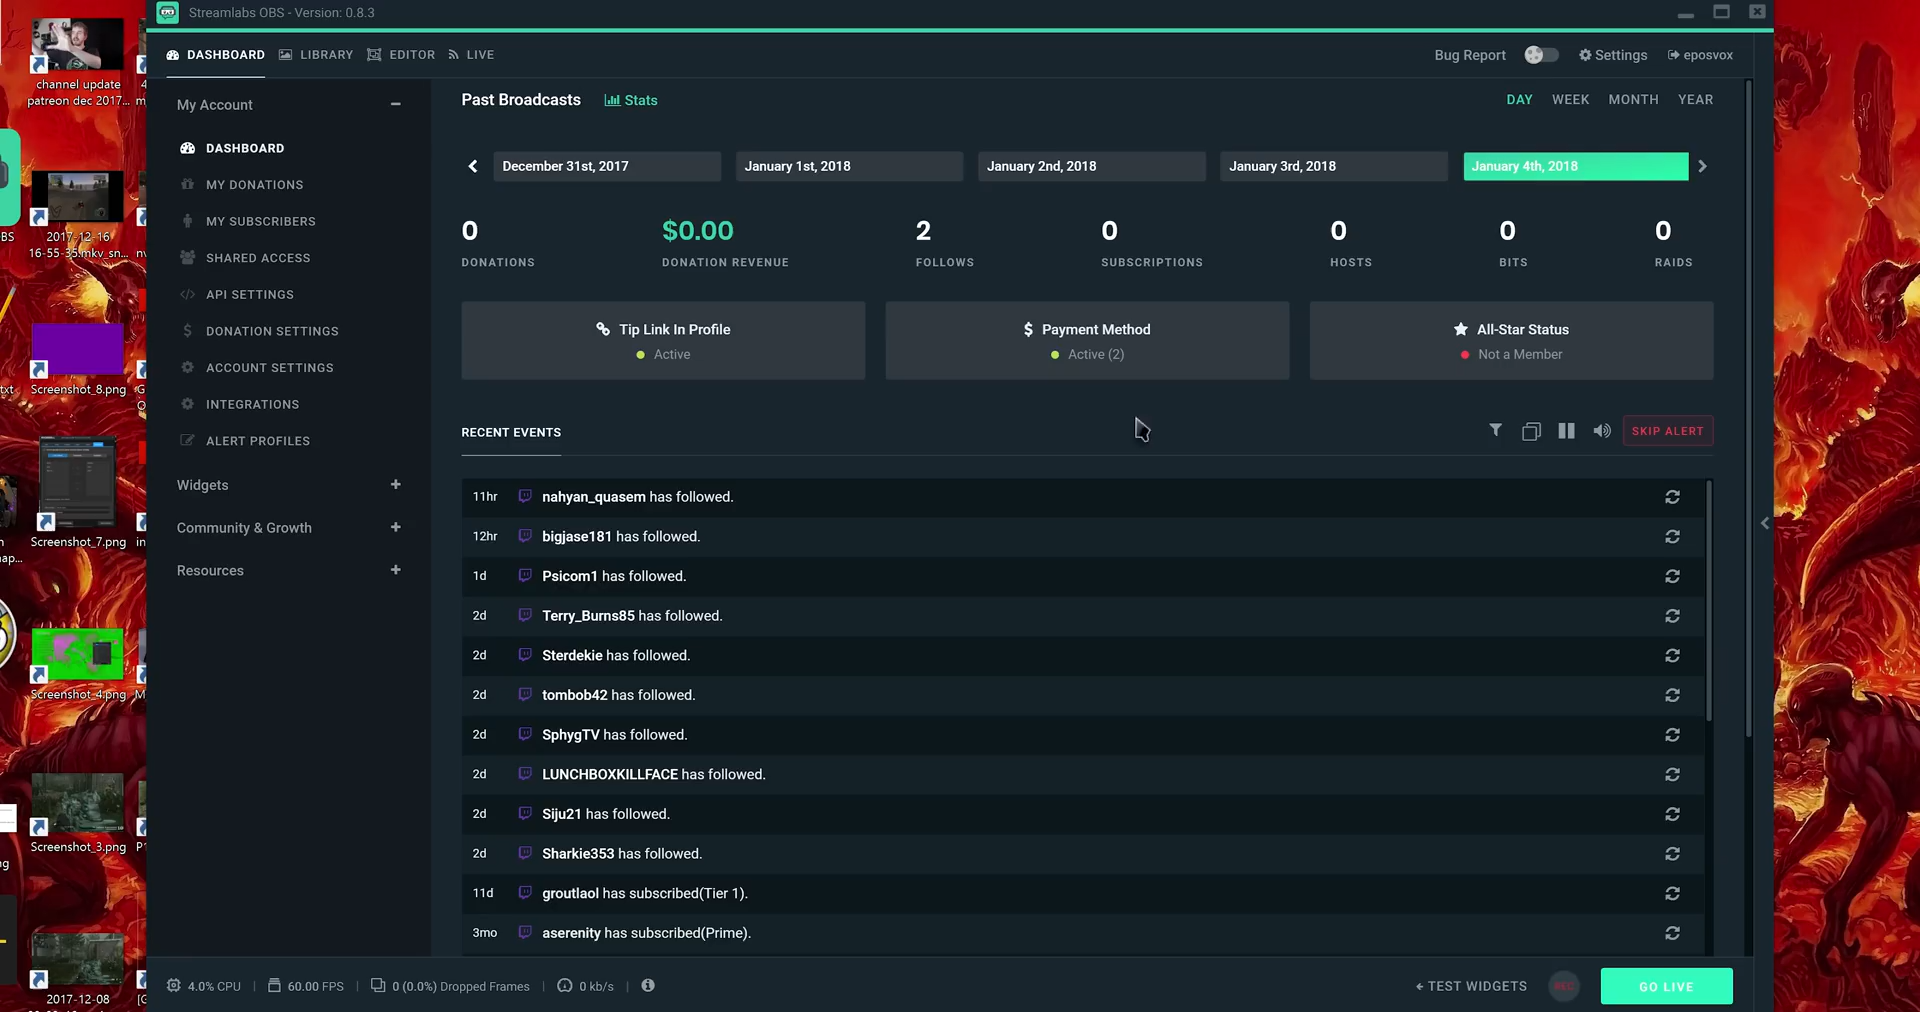 Streamlabs OBS - Version: 0.8.3
DASHBOARD
LIBRARY
EDITOR
LIVE
Bug Report
Settings
eposvox
My Account
DASHBOARD
MY DONATIONS
MY SUBSCRIBERS
SHARED ACCESS
API SETTINGS
DONATION SETTINGS
ACCOUNT SETTINGS
INTEGRATIONS
ALERT PROFILES
Widgets
Community & Growth
Resources
Past Broadcasts
Stats
DAY
WEEK
MONTH
YEAR
December 31st, 2017
January 1st, 2018
January 2nd, 2018
January 3rd, 2018
January 4th, 2018
0
DONATIONS
$0.00
DONATION REVENUE
2
FOLLOWS
0
SUBSCRIPTIONS
0
HOSTS
0
BITS
0
RAIDS
Tip Link In Profile
Active
Payment Method
Active (2)
All-Star Status
Not a Member
RECENT EVENTS
SKIP ALERT
11hr nahyan_quasem has followed.
12hr bigjase181 has followed.
1d Psicom1 has followed.
2d Terry_Burns85 has followed.
2d Sterdekie has followed.
2d tombob42 has followed.
2d SphygTV has followed.
2d LUNCHBOXKILLFACE has followed.
2d Siju21 has followed.
2d Sharkie353 has followed.
11d groutlaol has subscribed(Tier 1).
3mo aserenity has subscribed(Prime).
4.0% CPU
60.00 FPS
0 (0.0%) Dropped Frames
0 kb/s
TEST WIDGETS
REC
GO LIVE
channel update
patreon dec 2017...
2017-12-16
16-55-35.mkv_sn...
Screenshot_8.png
Screenshot_7.png
Screenshot_4.png
Screenshot_3.png
2017-12-08